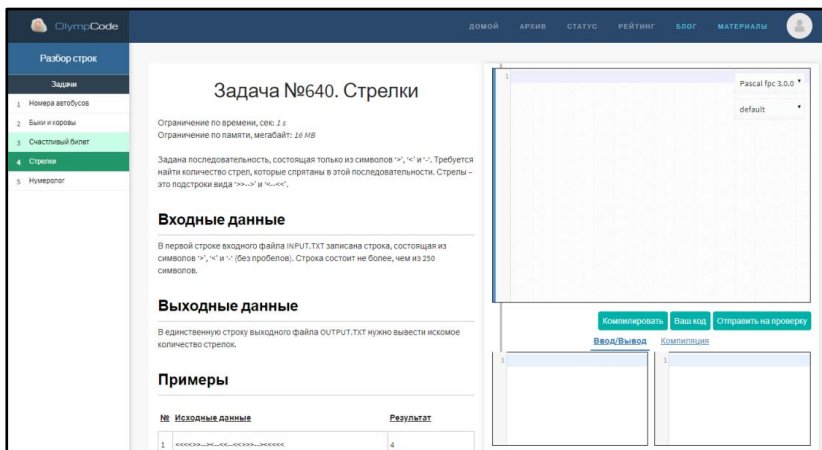 OlympCode
ДОМОЙ АРХИВ СТАТУС РЕЙТИНГ БЛОГ МАТЕРИАЛЫ
Разбор строк
Задачи
1 Номера автобусов
2 Быки и коровы
3 Счастливый билет
4 Стрелки
5 Нумеролог
Задача №640. Стрелки
Ограничение по времени, сек: 1 s
Ограничение по памяти, мегабайт: 16 MB
Задана последовательность, состоящая только из символов '>', '<' и '-'. Требуется
найти количество стрел, которые спрятаны в этой последовательности. Стрелы –
это подстроки вида '>>-->' и '<--<<'.
Входные данные
В первой строке входного файла INPUT.TXT записана строка, состоящая из
символов '>', '<' и '-' (без пробелов). Строка состоит не более, чем из 250
символов.
Выходные данные
В единственную строку выходного файла OUTPUT.TXT нужно вывести искомое
количество стрелок.
Примеры
№ Исходные данные Результат
1 <<<<>>--><--<<--<<>>>--><<<<< 4
1
Pascal fpc 3.0.0
default
Компилировать Ваш код Отправить на проверку
Ввод/Вывод Компиляция
1 1